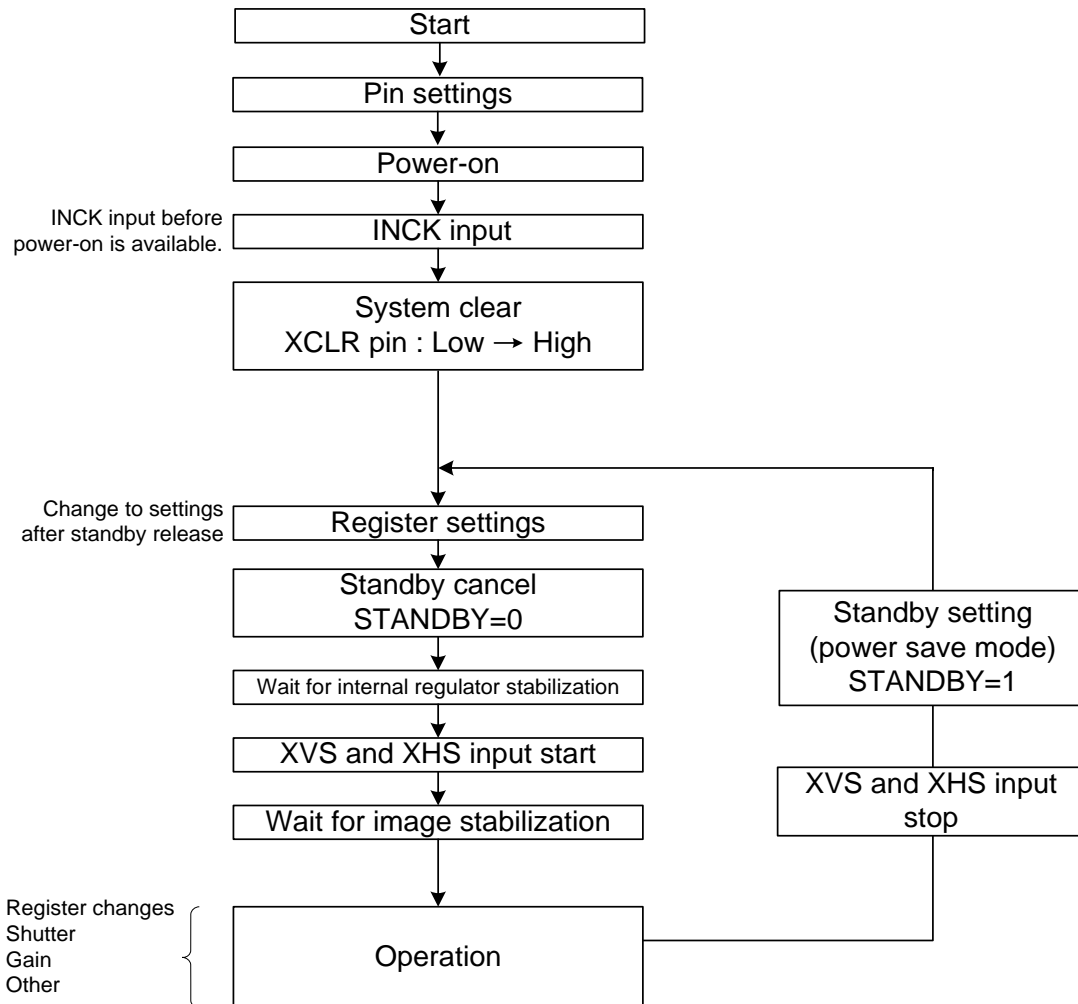 Start
Pin settings
Power-on
INCK input before
power-on is available.
INCK input
System clear
XCLR pin : Low → High
Change to settings
after standby release
Register settings
Standby cancel
STANDBY=0
Wait for internal regulator stabilization
XVS and XHS input start
Wait for image stabilization
Register changes
Shutter
Gain
Other
Operation
Standby setting
(power save mode)
STANDBY=1
XVS and XHS input
stop